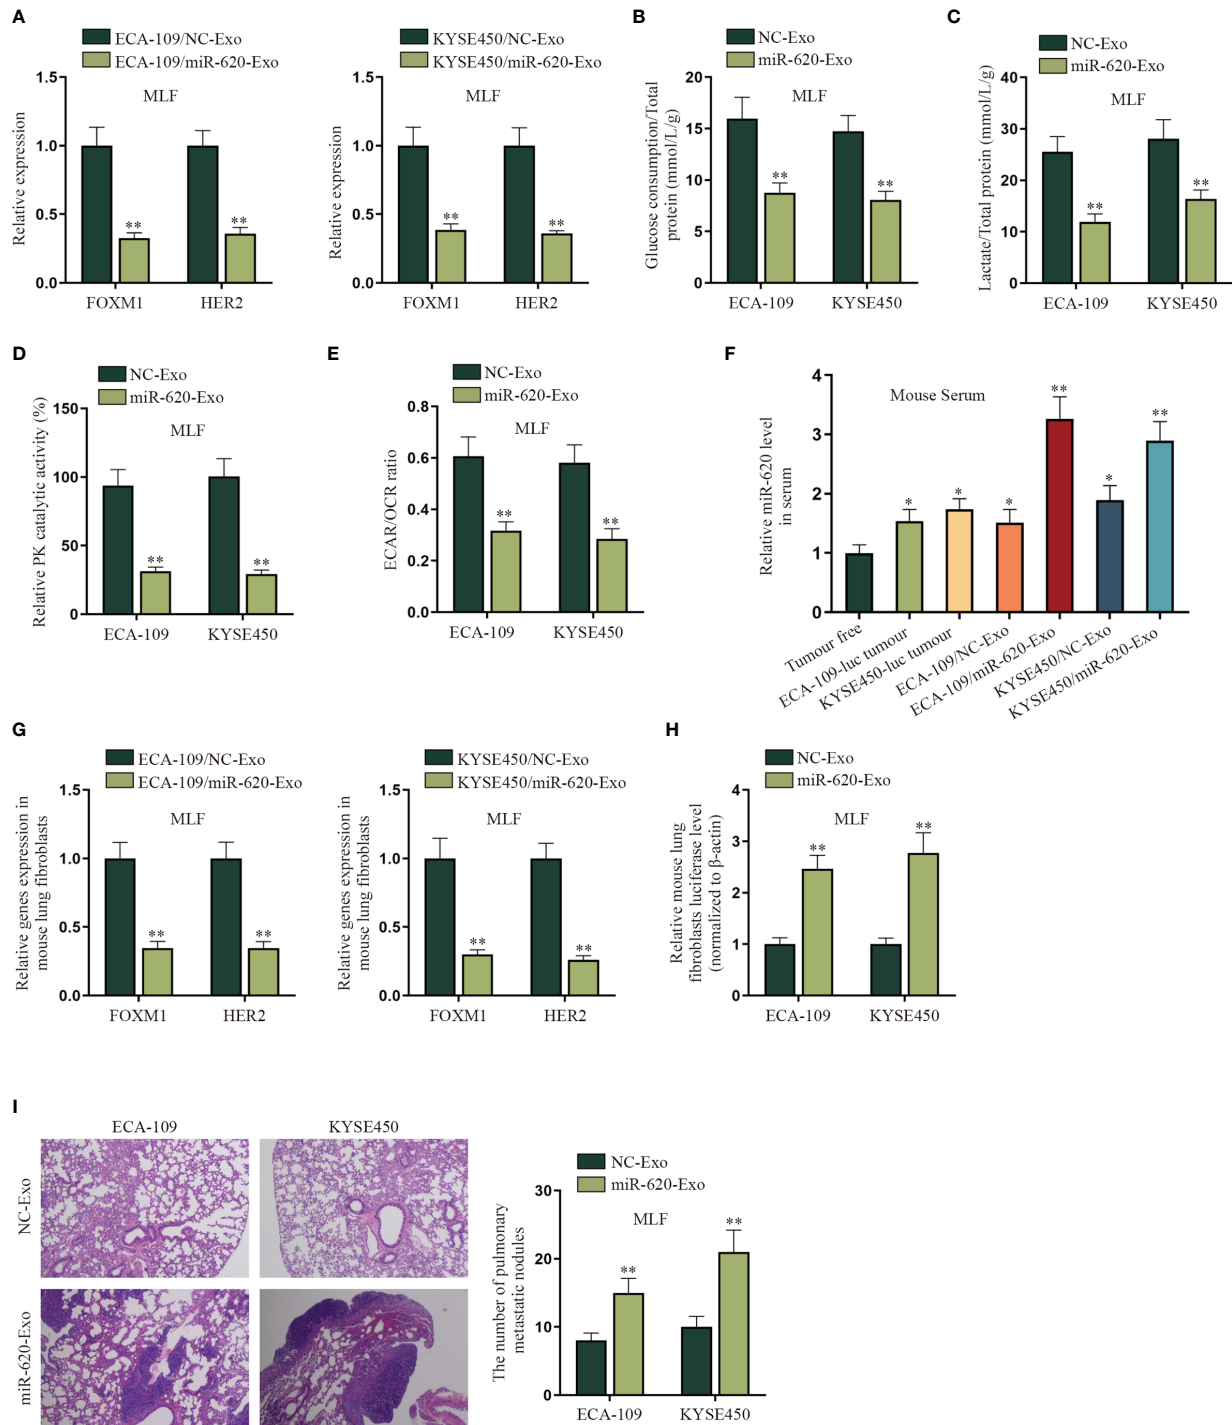 A
ECA-109/NC-Exo
ECA-109/miR-620-Exo
Relative expression
1.5
1.0
0.5
0.0
MLF
**
**
FOXM1
HER2
KYSE450/NC-Exo
KYSE450/miR-620-Exo
Relative expression
1.5
1.0
0.5
0.0
MLF
**
**
FOXM1
HER2
B
NC-Exo
miR-620-Exo
Glucose consumption/Total
protein (mmol/L/g)
20
15
10
5
0
MLF
**
**
ECA-109
KYSE450
C
NC-Exo
miR-620-Exo
Lactate/Total protein (mmol/L/g)
40
30
20
10
0
MLF
**
**
ECA-109
KYSE450
D
NC-Exo
miR-620-Exo
Relative PK catalytic activity (%)
150
100
50
0
MLF
**
**
ECA-109
KYSE450
E
NC-Exo
miR-620-Exo
ECAR/OCR ratio
0.8
0.6
0.4
0.2
0.0
MLF
**
**
ECA-109
KYSE450
F
Relative miR-620 level
in serum
4
3
2
1
0
Mouse Serum
*
*
*
**
*
**
Tumour free
ECA-109-luc tumour
KYSE450-luc tumour
ECA-109/NC-Exo
ECA-109/miR-620-Exo
KYSE450/NC-Exo
KYSE450/miR-620-Exo
G
ECA-109/NC-Exo
ECA-109/miR-620-Exo
Relative genes expression in
mouse lung fibroblasts
1.5
1.0
0.5
0.0
MLF
**
**
FOXM1
HER2
KYSE450/NC-Exo
KYSE450/miR-620-Exo
Relative genes expression in
mouse lung fibroblasts
1.5
1.0
0.5
0.0
MLF
**
**
FOXM1
HER2
H
NC-Exo
miR-620-Exo
Relative mouse lung
fibroblasts luciferase level
(normalized to β-actin)
4
3
2
1
0
MLF
**
**
ECA-109
KYSE450
I
ECA-109
KYSE450
NC-Exo
miR-620-Exo
NC-Exo
miR-620-Exo
The number of pulmonary
metastatic nodules
30
20
10
0
MLF
**
**
ECA-109
KYSE450